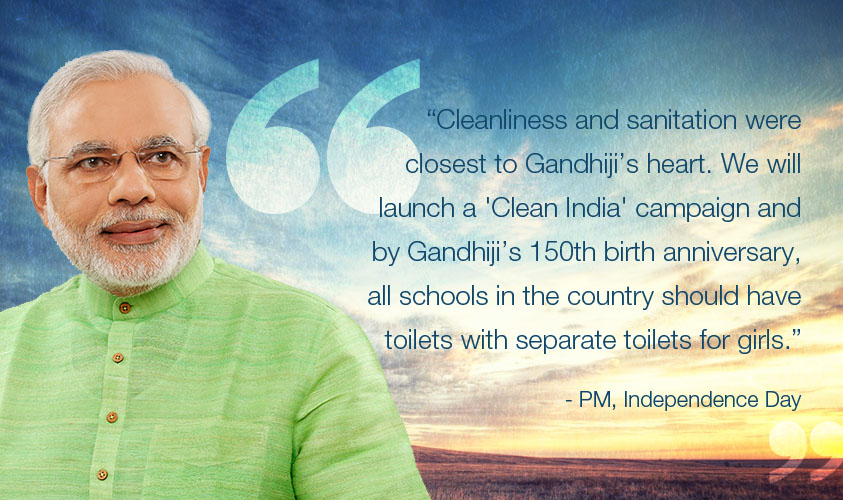 “Cleanliness and sanitation were
closest to Gandhiji’s heart. We will
launch a 'Clean India' campaign and
by Gandhiji’s 150th birth anniversary,
all schools in the country should have
toilets with separate toilets for girls.”
- PM, Independence Day